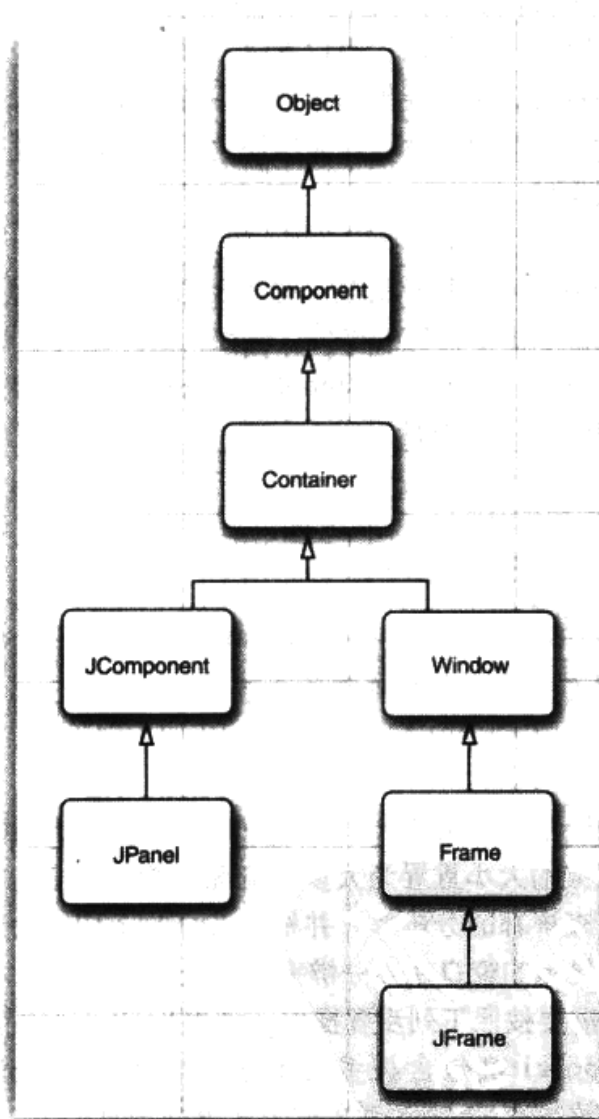 Object
Component
Container
JComponent
Window
JPanel
Frame
JFrame